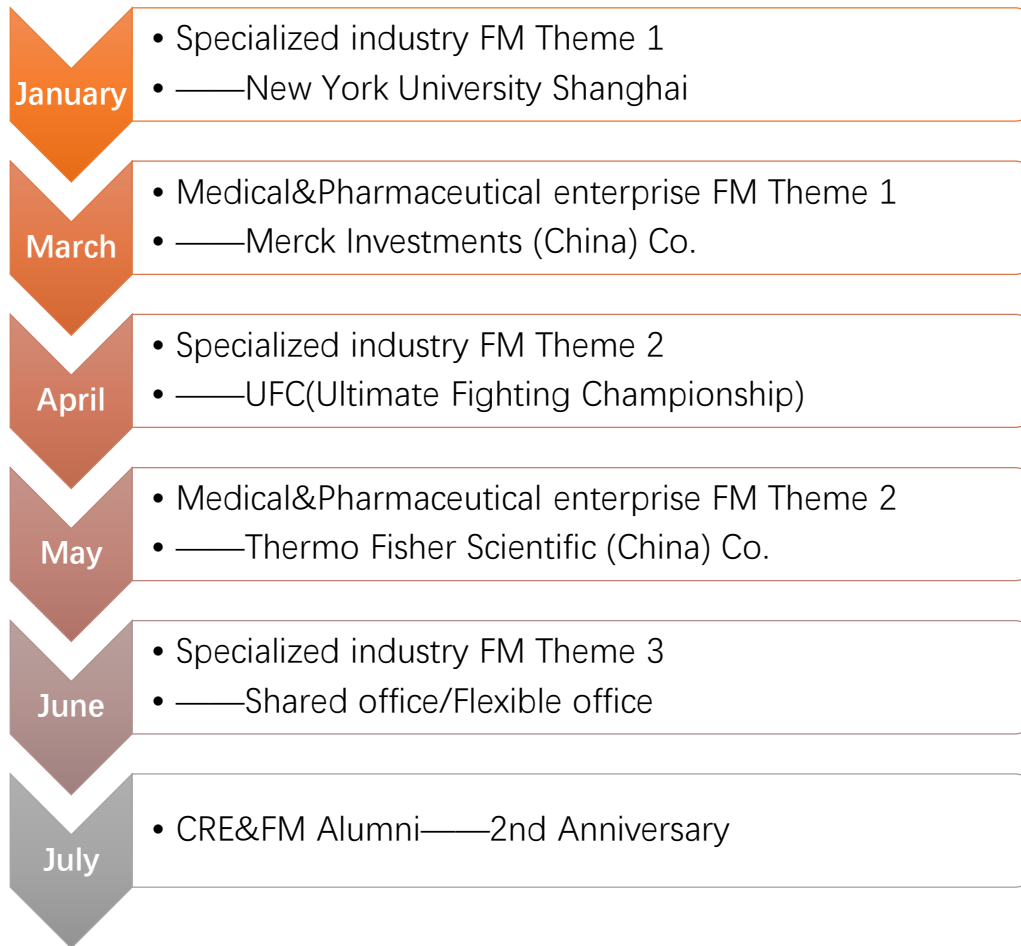 January
• Specialized industry FM Theme 1
• ——New York University Shanghai
March
• Medical&Pharmaceutical enterprise FM Theme 1
• ——Merck Investments (China) Co.
April
• Specialized industry FM Theme 2
• ——UFC(Ultimate Fighting Championship)
May
• Medical&Pharmaceutical enterprise FM Theme 2
• ——Thermo Fisher Scientific (China) Co.
June
• Specialized industry FM Theme 3
• ——Shared office/Flexible office
July
• CRE&FM Alumni——2nd Anniversary